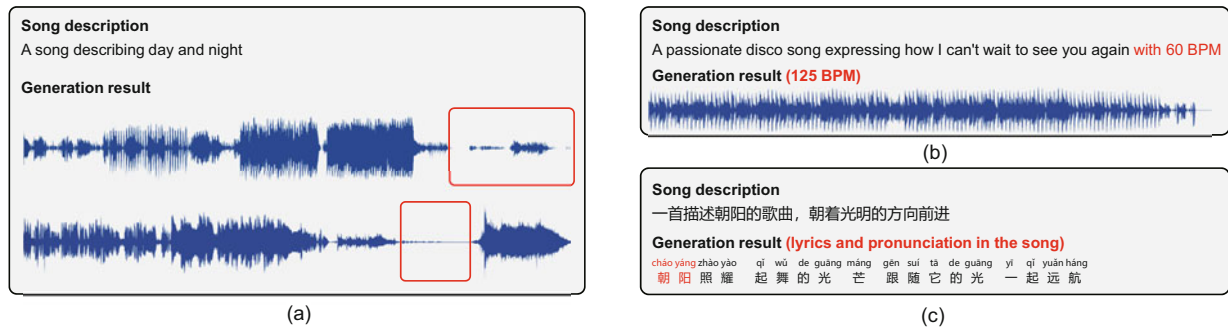 Song description
A song describing day and night
Generation result
(a)
Song description
A passionate disco song expressing how I can't wait to see you again with 60 BPM
Generation result (125 BPM)
(b)
Song description
一首描述朝阳的歌曲，朝着光明的方向前进
Generation result (lyrics and pronunciation in the song)
cháo yáng zhào yào qǐ wǔ de guāng máng gēn suí tā de guāng yī qǐ yuǎn háng
朝 阳 照 耀 起 舞 的 光 芒 跟 随 它 的 光 一 起 远 航
(c)